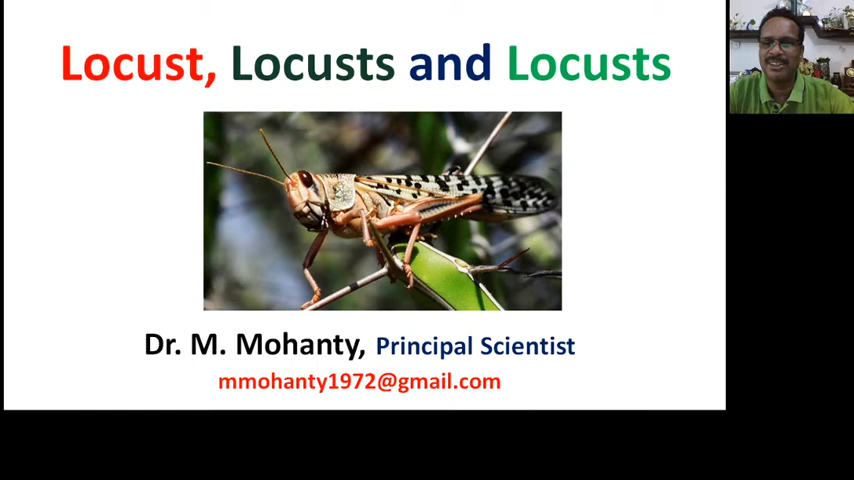 Locust, Locusts and Locusts
Dr. M. Mohanty, Principal Scientist
mmohanty1972@gmail.com